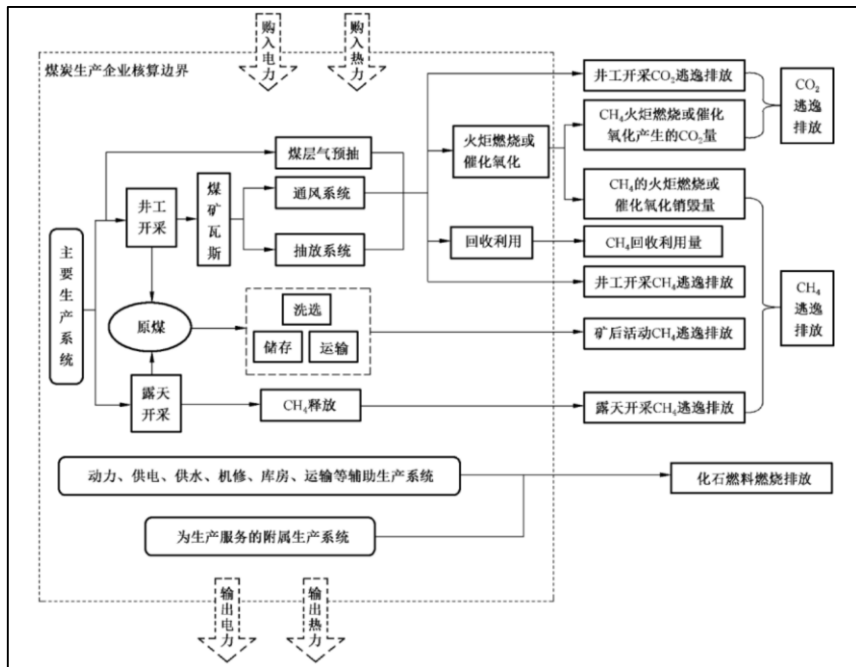 购入电力
购入热力
煤炭生产企业核算边界
井工开采CO₂逃逸排放
CO₂
逃逸
排放
CH₄火炬燃烧或催化
氧化产生的CO₂量
火炬燃烧或
催化氧化
煤层气预抽
CH₄的火炬燃烧或
催化氧化销毁量
通风系统
煤矿瓦斯
井工
开采
抽放系统
回收利用
CH₄回收利用量
主要生产系统
井工开采CH₄逃逸排放
CH₄
逃逸
排放
洗选
原煤
储存
运输
矿后活动CH₄逃逸排放
露天
开采
CH₄释放
露天开采CH₄逃逸排放
动力、供电、供水、机修、库房、运输等辅助生产系统
化石燃料燃烧排放
为生产服务的附属生产系统
输出电力
输出热力